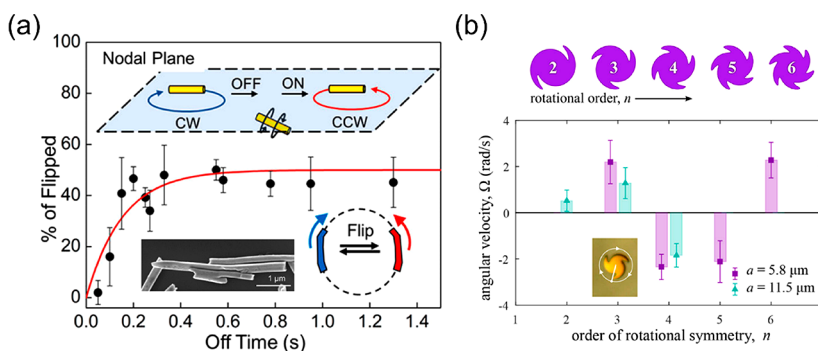 (a)
100
80
60
40
20
0
% of Flipped
Nodal Plane
OFF ON
CW CCW
1 μm
Flip
0.0 0.2 0.4 0.6 0.8 1.0 1.2 1.4
Off Time (s)
(b)
2 3 4 5 6
rotational order, n
4
2
0
-2
-4
angular velocity, Ω (rad/s)
a = 5.8 μm
a = 11.5 μm
1 2 3 4 5 6
order of rotational symmetry, n